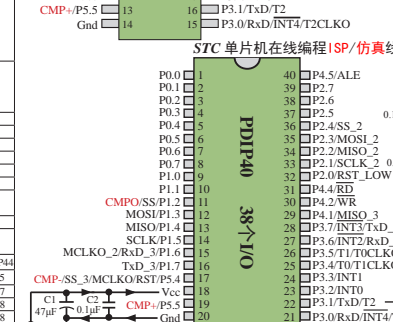 CMP+/P5.5 13 16 P3.1/TxD/T2
Gnd 14 15 P3.0/RxD/INT4/T2CLKO
STC 单片机在线编程ISP/仿真
P0.0 1 40 P4.5/ALE
P0.1 2 39 P2.7
P0.2 3 38 P2.6
P0.3 4 37 P2.5
P0.4 5 36 P2.4/SS_2
P0.5 6 35 P2.3/MOSI_2
P0.6 7 34 P2.2/MISO_2
P0.7 8 33 P2.1/SCLK_2
P1.0 9 32 P2.0/RST_LOW
P1.1 10 31 P4.4/RD
CMPO/SS/P1.2 11 30 P4.2/WR
MOSI/P1.3 12 29 P4.1/MISO_3
MISO/P1.4 13 28 P3.7/INT3/TxD_
SCLK/P1.5 14 27 P3.6/INT2/RxD_
MCLKO_2/RxD_3/P1.6 15 26 P3.5/T1/T0CLKO
TxD_3/P1.7 16 25 P3.4/T0/T1CLKO
CMP-/SS_3/MCLKO/RST/P5.4 17 24 P3.3/INT1
Vcc 18 23 P3.2/INT0
CMP+/P5.5 19 22 P3.1/TxD/T2
Gnd 20 21 P3.0/RxD/INT4/
PDIP40
38个I/O
C1
47μF
C2
0.1μF
P44